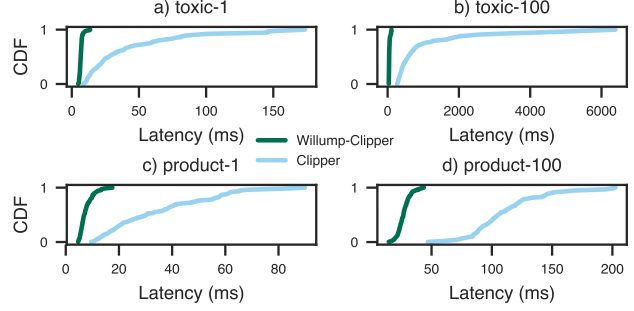 a) toxic-1
b) toxic-100
CDF
1
0
1
0
0 50 100 150
0 2000 4000 6000
Latency (ms)
Latency (ms)
Willump-Clipper
Clipper
c) product-1
d) product-100
CDF
1
0
1
0
0 20 40 60 80
50 100 150 200
Latency (ms)
Latency (ms)